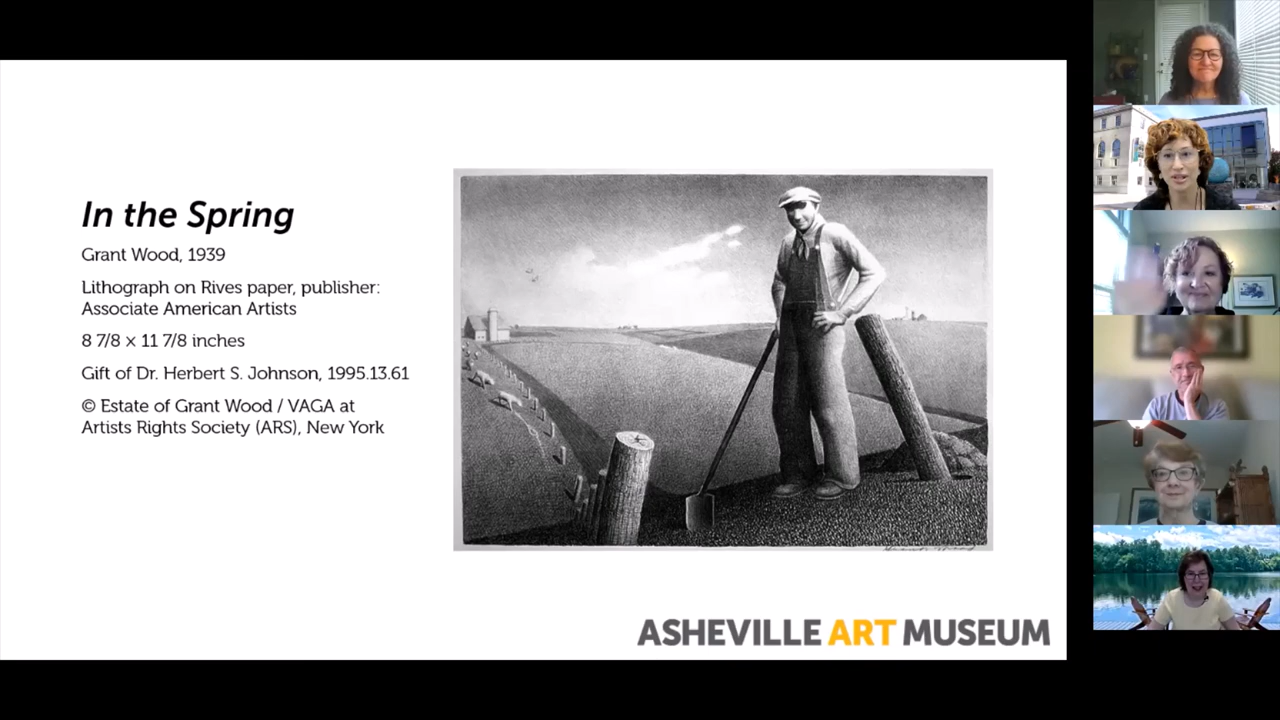 In the Spring
Grant Wood, 1939
Lithograph on Rives paper, publisher:
Associate American Artists
8 7/8 × 11 7/8 inches
Gift of Dr. Herbert S. Johnson, 1995.13.61
© Estate of Grant Wood / VAGA at
Artists Rights Society (ARS), New York
ASHEVILLE ART MUSEUM